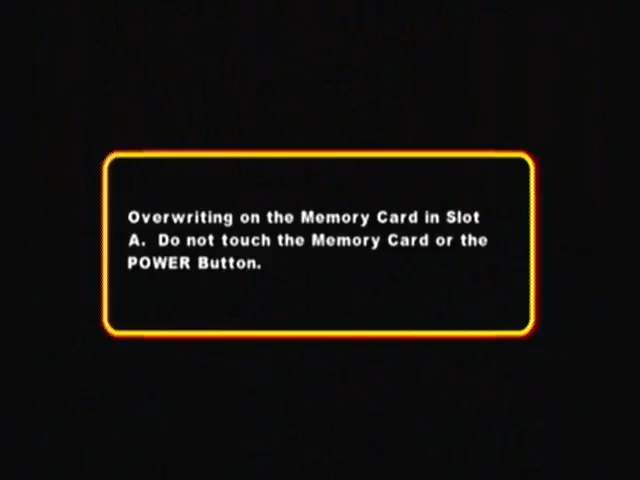 Overwriting on the Memory Card in Slot
A.  Do not touch the Memory Card or the
POWER Button.